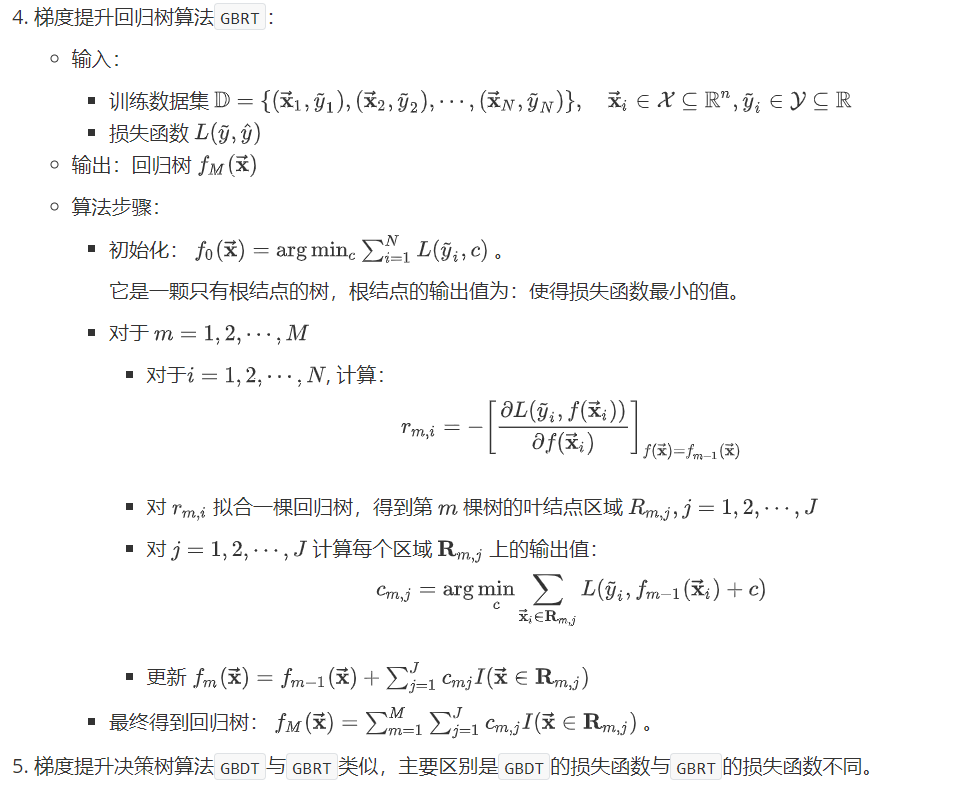 4. 梯度提升回归树算法 GBRT :
输入：
训练数据集 $\mathbb{D} = \{(\vec{\mathbf{x}}_1, \tilde{y}_1), (\vec{\mathbf{x}}_2, \tilde{y}_2), \cdots, (\vec{\mathbf{x}}_N, \tilde{y}_N)\}, \quad \vec{\mathbf{x}}_i \in \mathcal{X} \subseteq \mathbb{R}^n, \tilde{y}_i \in \mathcal{Y} \subseteq \mathbb{R}$
损失函数 $L(\tilde{y}, \hat{y})$
输出：回归树 $f_M(\vec{\mathbf{x}})$
算法步骤：
初始化： $f_0(\vec{\mathbf{x}}) = \arg\min_c \sum_{i=1}^N L(\tilde{y}_i, c)$ 。
它是一颗只有根结点的树，根结点的输出值为：使得损失函数最小的值。
对于 $m = 1, 2, \cdots, M$
对于$i = 1, 2, \cdots, N$, 计算：
$r_{m,i} = -\left[\frac{\partial L(\tilde{y}_i, f(\vec{\mathbf{x}}_i))}{\partial f(\vec{\mathbf{x}}_i)}\right]_{f(\vec{\mathbf{x}})=f_{m-1}(\vec{\mathbf{x}})}$
对 $r_{m,i}$ 拟合一棵回归树，得到第 $m$ 棵树的叶结点区域 $R_{m,j}, j = 1, 2, \cdots, J$
对 $j = 1, 2, \cdots, J$ 计算每个区域 $\mathbf{R}_{m,j}$ 上的输出值：
$c_{m,j} = \arg\min_c \sum_{\vec{\mathbf{x}}_i \in \mathbf{R}_{m,j}} L(\tilde{y}_i, f_{m-1}(\vec{\mathbf{x}}_i) + c)$
更新 $f_m(\vec{\mathbf{x}}) = f_{m-1}(\vec{\mathbf{x}}) + \sum_{j=1}^J c_{mj} I(\vec{\mathbf{x}} \in \mathbf{R}_{m,j})$
最终得到回归树： $f_M(\vec{\mathbf{x}}) = \sum_{m=1}^M \sum_{j=1}^J c_{m,j} I(\vec{\mathbf{x}} \in \mathbf{R}_{m,j})$ 。
5. 梯度提升决策树算法 GBDT 与 GBRT 类似，主要区别是 GBDT 的损失函数与 GBRT 的损失函数不同。